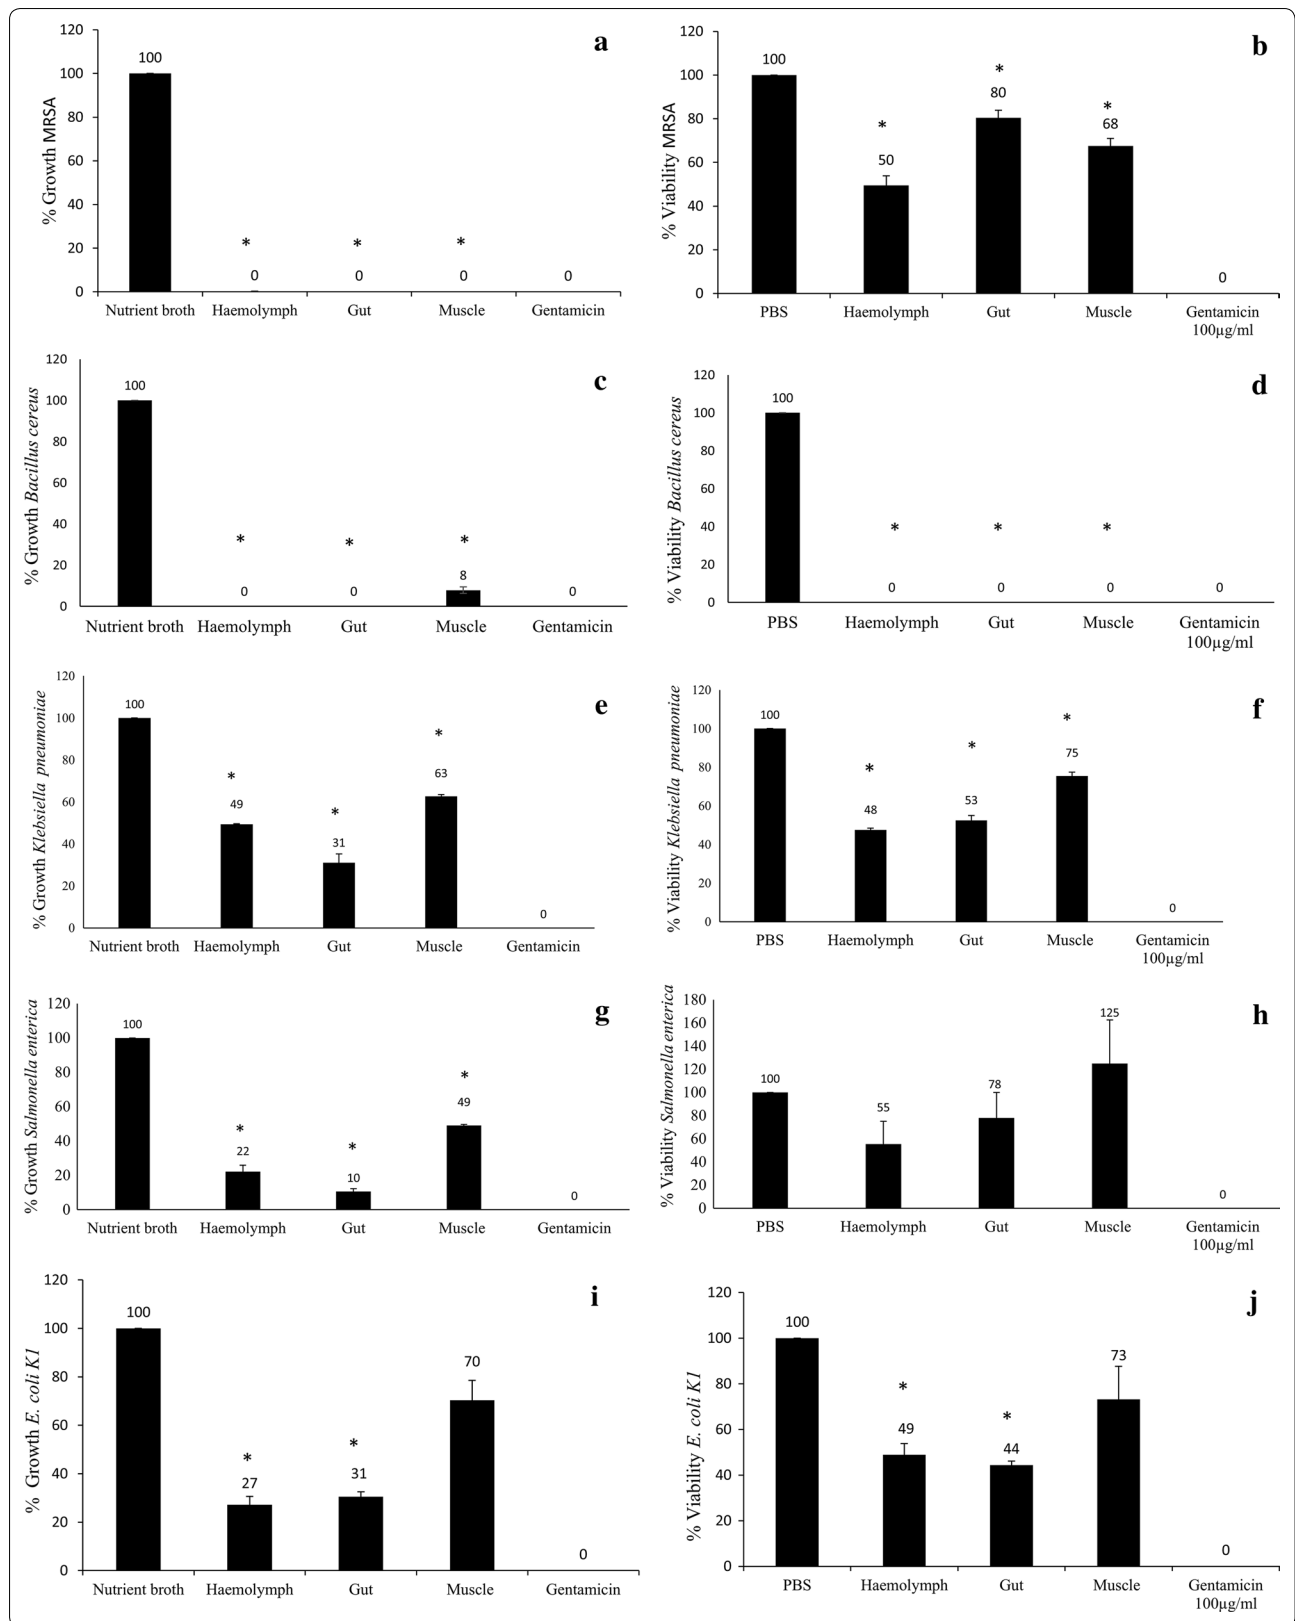 a
% Growth MRSA
120
100
80
60
40
20
0
100
* * *
0 0 0 0
Nutrient broth Haemolymph Gut Muscle Gentamicin
b
% Viability MRSA
120
100
80
60
40
20
0
100
* * *
50 80 68 0
PBS Haemolymph Gut Muscle Gentamicin
100µg/ml
c
% Growth Bacillus cereus
120
100
80
60
40
20
0
100
* * *
0 0 8 0
Nutrient broth Haemolymph Gut Muscle Gentamicin
d
% Viability Bacillus cereus
120
100
80
60
40
20
0
100
* * *
0 0 0 0
PBS Haemolymph Gut Muscle Gentamicin
100µg/ml
e
% Growth Klebsiella pneumoniae
120
100
80
60
40
20
0
100
* * *
49 31 63 0
Nutrient broth Haemolymph Gut Muscle Gentamicin
f
% Viability Klebsiella pneumoniae
120
100
80
60
40
20
0
100
* * *
48 53 75 0
PBS Haemolymph Gut Muscle Gentamicin
100µg/ml
g
% Growth Salmonella enterica
120
100
80
60
40
20
0
100
* * *
22 10 49 0
Nutrient broth Haemolymph Gut Muscle Gentamicin
h
% Viability Salmonella enterica
180
160
140
120
100
80
60
40
20
0
100 55 78 125 0
PBS Haemolymph Gut Muscle Gentamicin
100µg/ml
i
% Growth E. coli K1
120
100
80
60
40
20
0
100
* *
27 31 70 0
Nutrient broth Haemolymph Gut Muscle Gentamicin
j
% Viability E. coli K1
120
100
80
60
40
20
0
100
* *
49 44 73 0
PBS Haemolymph Gut Muscle Gentamicin
100µg/ml